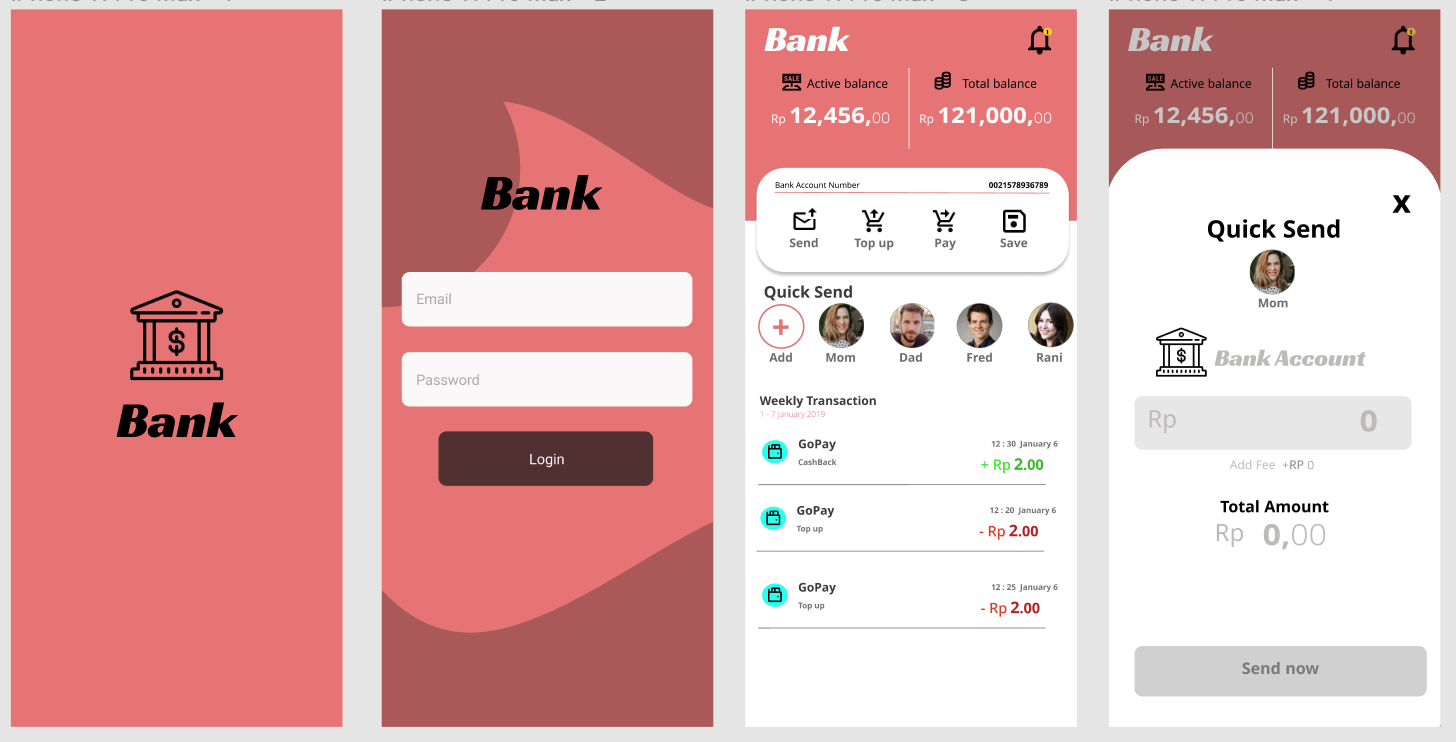 Bank
Bank
Email
Password
Login
Bank
Active balance
Total balance
Rp 12,456,00
Rp 121,000,00
Bank Account Number 0021578936789
Send Top up Pay Save
Quick Send
Add Mom Dad Fred Rani
Weekly Transaction
1 - 7 January 2019
GoPay 12 : 30 January 6
CashBack + Rp 2.00
GoPay 12 : 20 January 6
Top up - Rp 2.00
GoPay 12 : 25 January 6
Top up - Rp 2.00
Bank
SALE Active balance
Total balance
Rp 12,456,00
Rp 121,000,00
X
Quick Send
Mom
$ Bank Account
Rp 0
Add Fee +RP 0
Total Amount
Rp 0,00
Send now